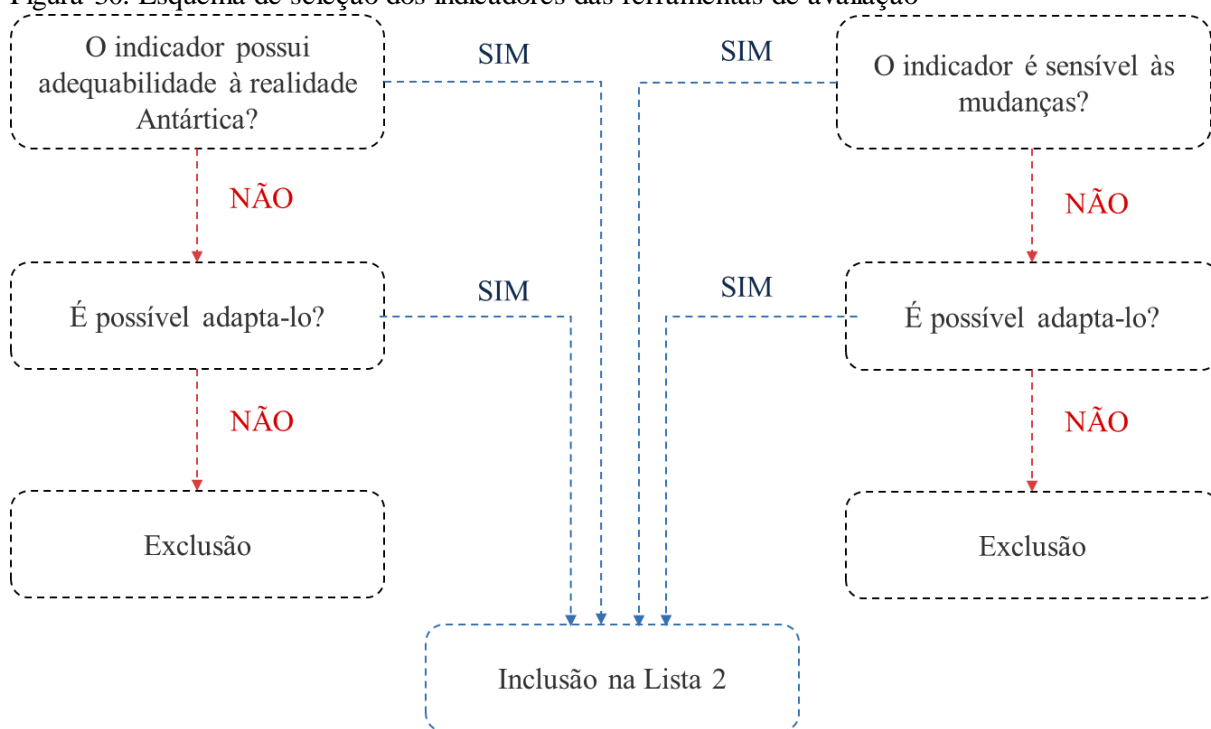 Figura Esquema de seleção dos indicadores das ferramentas de avaliação
O indicador possui
adequabilidade à realidade
Antártica?
SIM
SIM
O indicador é sensível às
mudanças?
NÃO
NÃO
É possível adapta-lo?
SIM
SIM
É possível adapta-lo?
NÃO
NÃO
Exclusão
Exclusão
Inclusão na Lista 2